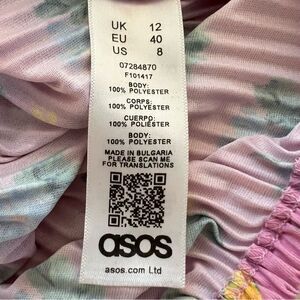 UK 12
EU 40
US 8
07284870
F101417
BODY:
100% POLYESTER
CORPS:
100% POLYESTER
CUERPO:
100% POLIÉSTER
BODY:
100% POLYESTER
MADE IN BULGARIA
PLEASE SCAN ME
FOR TRANSLATIONS
asos
asos.com Ltd